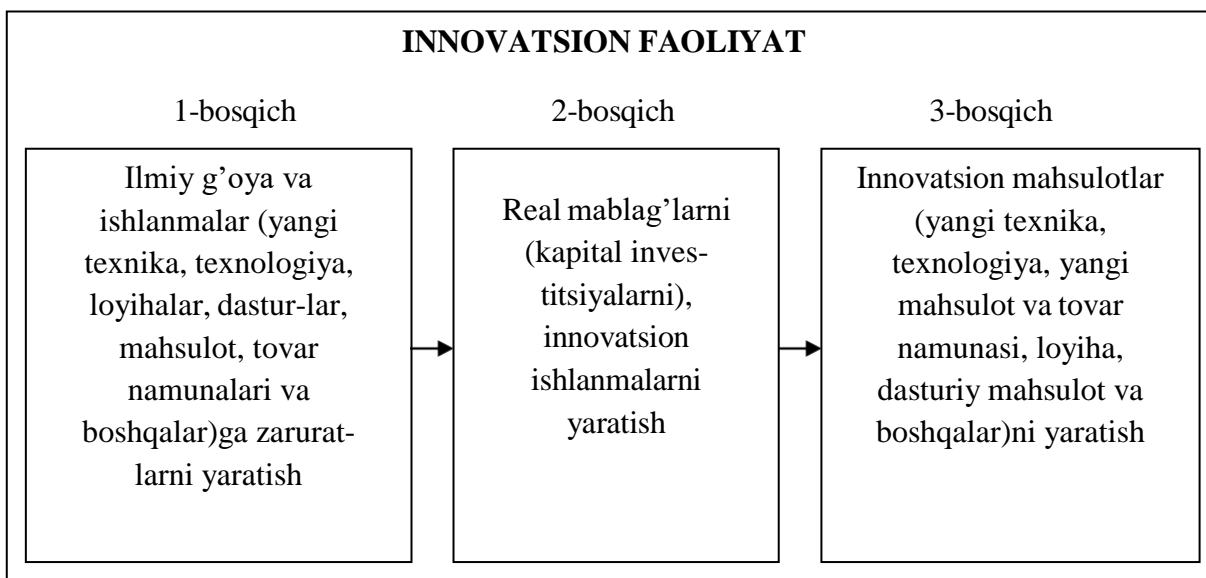 INNOVATSION FAOLIYAT
1-bosqich
2-bosqich
3-bosqich
Ilmiy g’oya va
ishlanmalar (yangi
texnika, texnologiya,
loyihalar, dastur-lar,
mahsulot, tovar
namunalari va
boshqalar)ga zarurat-
larni yaratish
Real mablag’larni
(kapital inves-
titsiyalarni),
innovatsion
ishlanmalarni
yaratish
Innovatsion mahsulotlar
(yangi texnika,
texnologiya, yangi
mahsulot va tovar
namunasi, loyiha,
dasturiy mahsulot va
boshqalar)ni yaratish